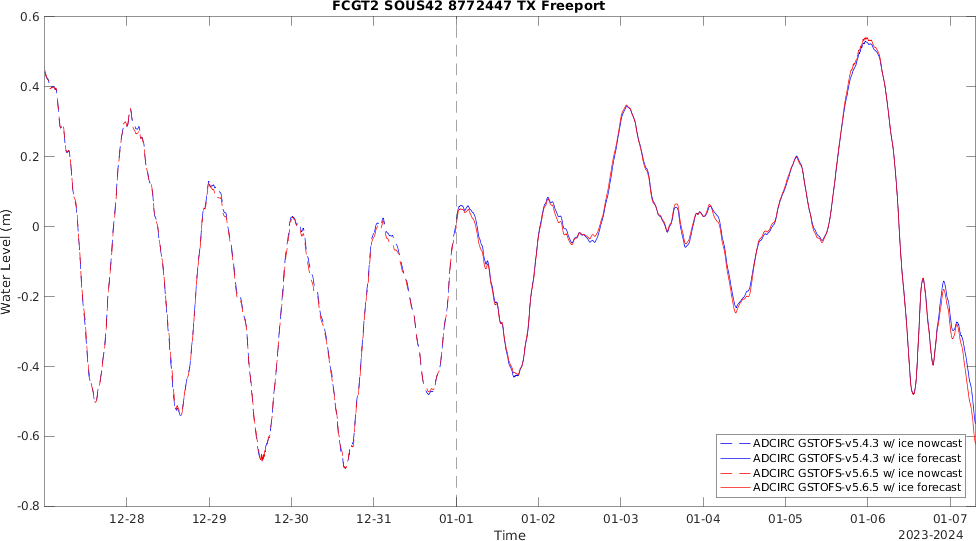 FCGT2 SOUS42 8772447 TX Freeport
Water Level (m)
0.6
0.4
0.2
0
-0.2
-0.4
-0.6
-0.8
ADCIRC GSTOFS-v5.4.3 w/ ice nowcast
ADCIRC GSTOFS-v5.4.3 w/ ice forecast
ADCIRC GSTOFS-v5.6.5 w/ ice nowcast
ADCIRC GSTOFS-v5.6.5 w/ ice forecast
12-28 12-29 12-30 12-31 01-01 01-02 01-03 01-04 01-05 01-06 01-07
Time
2023-2024